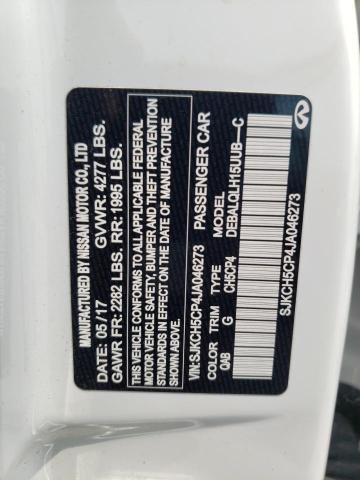 MANUFACTURED BY NISSAN MOTOR CO., LTD
DATE: 05/17 GVWR: 4277 LBS.
GAWR FR: 2282 LBS. RR: 1995 LBS.
THIS VEHICLE CONFORMS TO ALL APPLICABLE FEDERAL
MOTOR VEHICLE SAFETY, BUMPER AND THEFT PREVENTION
STANDARDS IN EFFECT ON THE DATE OF MANUFACTURE
SHOWN ABOVE.
VIN:SJKCH5CP4JA046273 PASSENGER CAR
COLOR TRIM TYPE DEBALQLH15UUB--C
QAB G CH5CP4
SJKCH5CP4JA046273